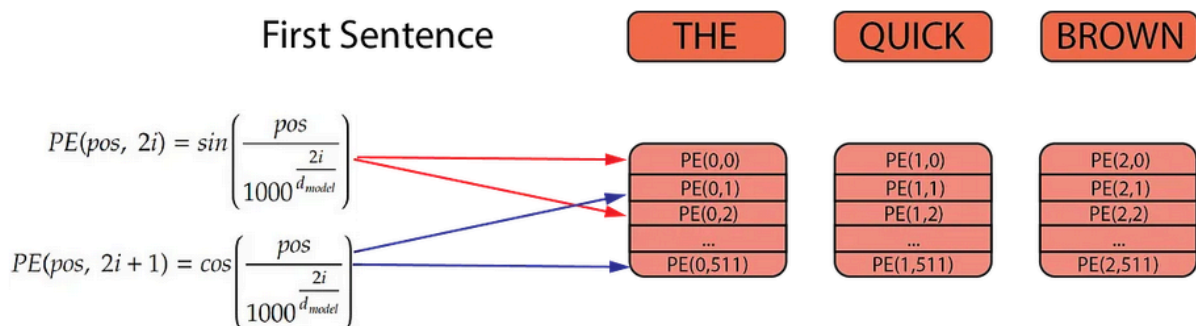 First Sentence THE QUICK BROWN
PE(pos, 2i) = sin(pos / 1000^(2i / d_model))
PE(pos, 2i + 1) = cos(pos / 1000^(2i / d_model))
PE(0,0) PE(1,0) PE(2,0)
PE(0,1) PE(1,1) PE(2,1)
PE(0,2) PE(1,2) PE(2,2)
... ... ...
PE(0,511) PE(1,511) PE(2,511)